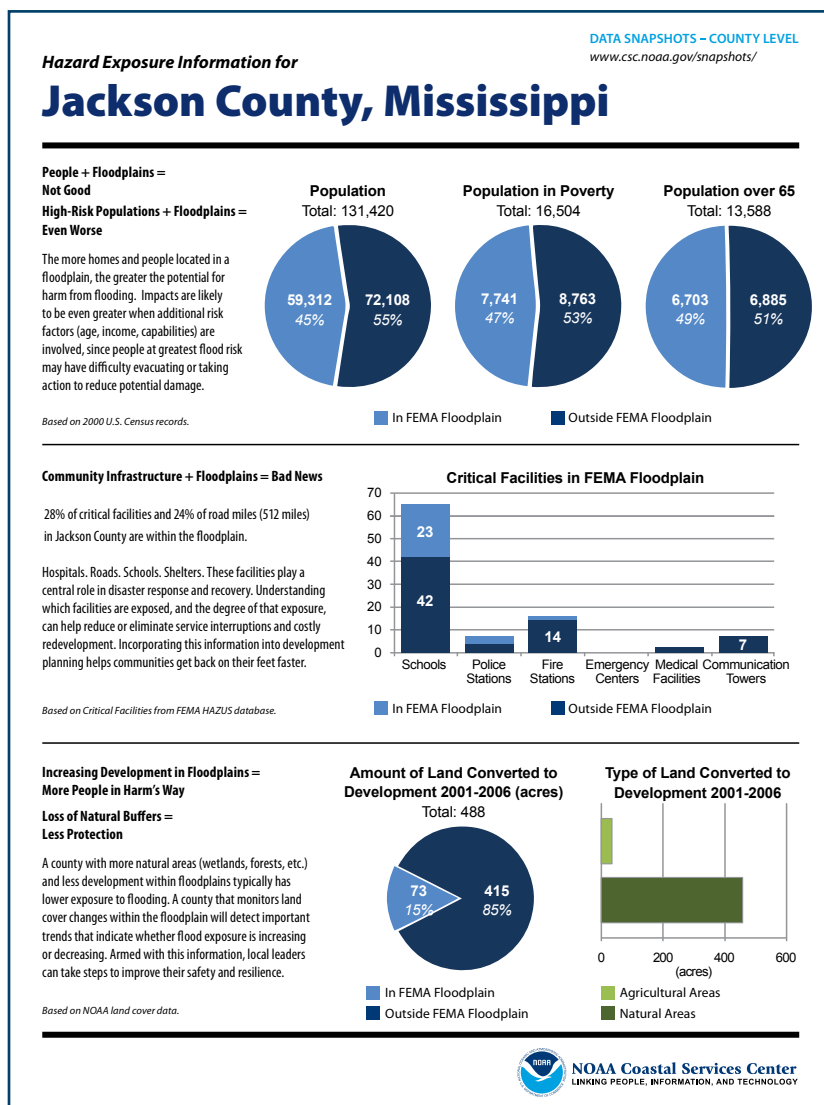 DATA SNAPSHOTS – COUNTY LEVEL
www.csc.noaa.gov/snapshots/
Hazard Exposure Information for
Jackson County, Mississippi
People + Floodplains =
Not Good
High-Risk Populations + Floodplains =
Even Worse
The more homes and people located in a
floodplain, the greater the potential for
harm from flooding. Impacts are likely
to be even greater when additional risk
factors (age, income, capabilities) are
involved, since people at greatest flood risk
may have difficulty evacuating or taking
action to reduce potential damage.
Based on 2000 U.S. Census records.
Population
Total: 131,420
59,312
45%
72,108
55%
Population in Poverty
Total: 16,504
7,741
47%
8,763
53%
Population over 65
Total: 13,588
6,703
49%
6,885
51%
In FEMA Floodplain
Outside FEMA Floodplain
Community Infrastructure + Floodplains = Bad News
28% of critical facilities and 24% of road miles (512 miles)
in Jackson County are within the floodplain.
Hospitals. Roads. Schools. Shelters. These facilities play a
central role in disaster response and recovery. Understanding
which facilities are exposed, and the degree of that exposure,
can help reduce or eliminate service interruptions and costly
redevelopment. Incorporating this information into development
planning helps communities get back on their feet faster.
Based on Critical Facilities from FEMA HAZUS database.
Critical Facilities in FEMA Floodplain
70
60
50
40
30
20
10
0
23
42
14
7
Schools
Police
Stations
Fire
Stations
Emergency
Centers
Medical
Facilities
Communication
Towers
In FEMA Floodplain
Outside FEMA Floodplain
Increasing Development in Floodplains =
More People in Harm's Way
Loss of Natural Buffers =
Less Protection
A county with more natural areas (wetlands, forests, etc.)
and less development within floodplains typically has
lower exposure to flooding. A county that monitors land
cover changes within the floodplain will detect important
trends that indicate whether flood exposure is increasing
or decreasing. Armed with this information, local leaders
can take steps to improve their safety and resilience.
Based on NOAA land cover data.
Amount of Land Converted to
Development 2001-2006 (acres)
Total: 488
73
15%
415
85%
In FEMA Floodplain
Outside FEMA Floodplain
Type of Land Converted to
Development 2001-2006
0
200
400
600
(acres)
Agricultural Areas
Natural Areas
NOAA
NOAA Coastal Services Center
LINKING PEOPLE, INFORMATION, AND TECHNOLOGY